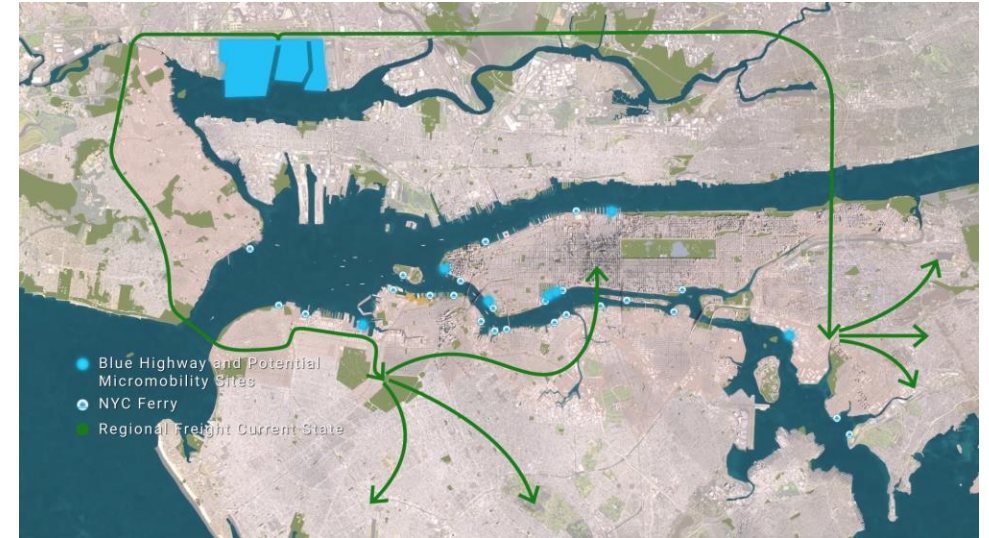 Blue Highway and Potential
Micromobility Sites
NYC Ferry
Regional Freight Current State